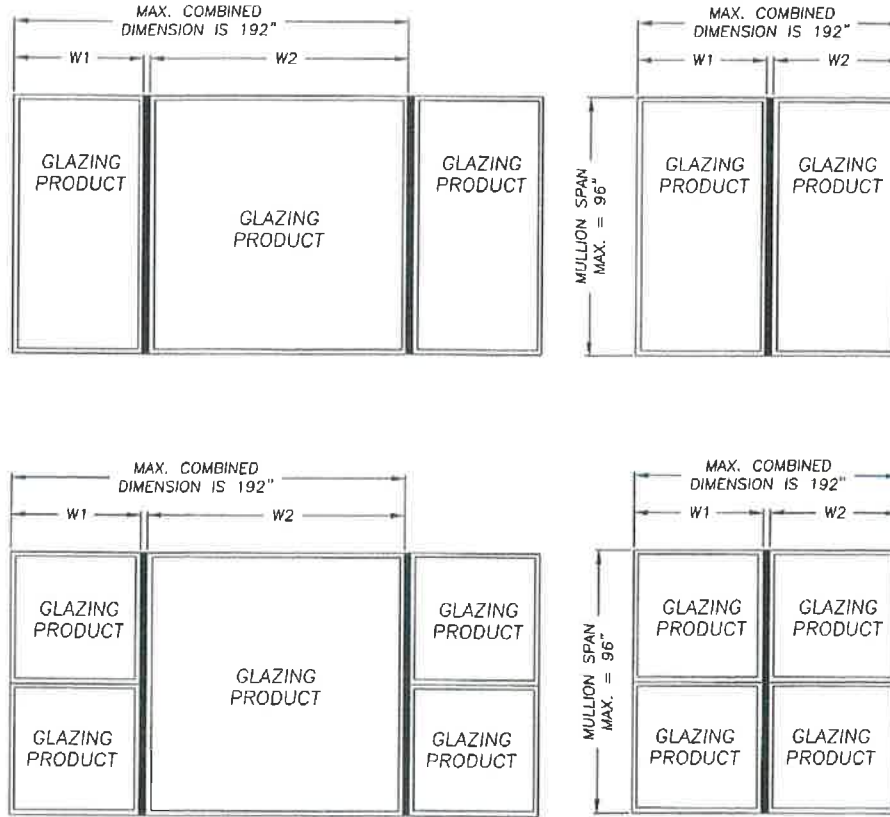 MAX. COMBINED
DIMENSION IS 192"
W1
W2
GLAZING
PRODUCT
GLAZING
PRODUCT
GLAZING
PRODUCT
MAX. COMBINED
DIMENSION IS 192"
W1
W2
MULLION SPAN
MAX. = 96"
GLAZING
PRODUCT
GLAZING
PRODUCT
MAX. COMBINED
DIMENSION IS 192"
W1
W2
GLAZING
PRODUCT
GLAZING
PRODUCT
GLAZING
PRODUCT
GLAZING
PRODUCT
GLAZING
PRODUCT
MAX. COMBINED
DIMENSION IS 192"
W1
W2
MULLION SPAN
MAX. = 96"
GLAZING
PRODUCT
GLAZING
PRODUCT
GLAZING
PRODUCT
GLAZING
PRODUCT